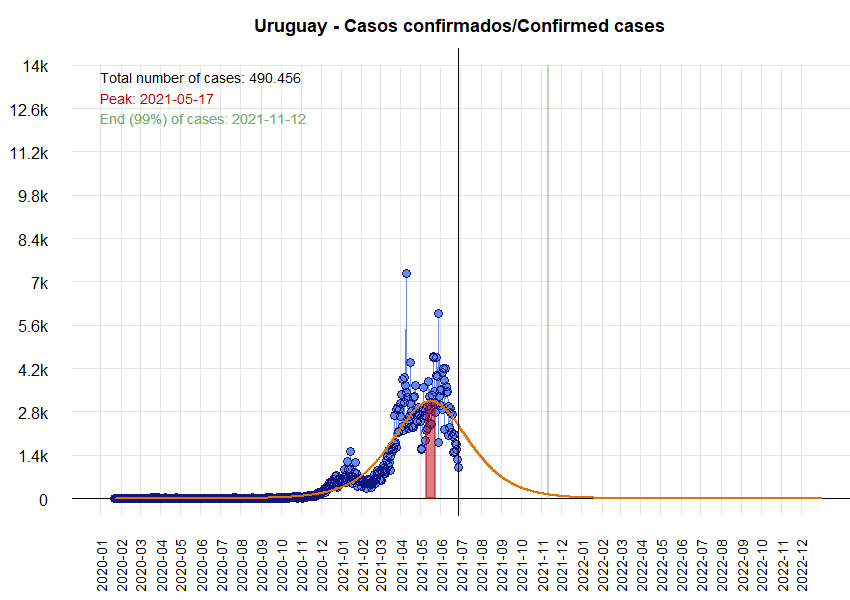 Uruguay - Casos confirmados/Confirmed cases
14k
Total number of cases: 490.456
Peak: 2021-05-17
12.6k
End (99%) of cases: 2021-11-12
11.2k
9.8k
8.4k
7k
5.6k
4.2k
2.8k
1.4k
0
2020-01
2020-02
2020-03
2020-04
2020-05
2020-06
2020-07
2020-08
2020-09
2020-10
2020-11
2020-12
2021-01
2021-02
2021-03
2021-04
2021-05
2021-06
2021-07
2021-08
2021-09
2021-10
2021-11
2021-12
2022-01
2022-02
2022-03
2022-04
2022-05
2022-06
2022-07
2022-08
2022-09
2022-10
2022-11
2022-12